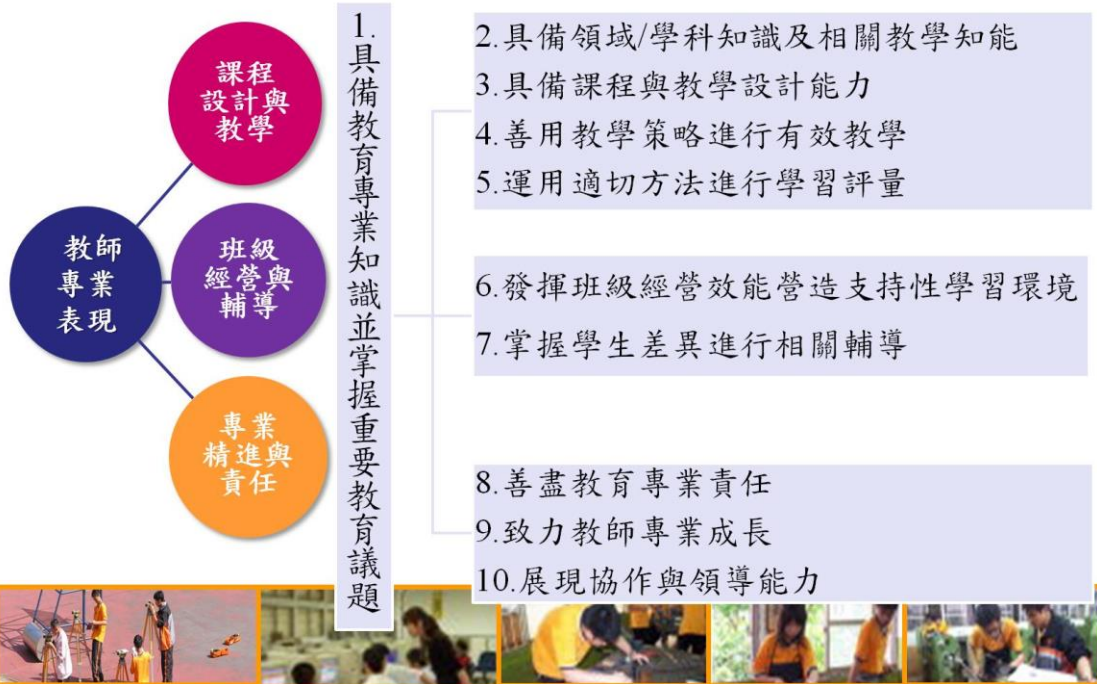 教師
專業
表現
課程
設計與
教學
班級
經營與
輔導
專業
精進與
責任
1.具備教育專業知識並掌握重要教育議題
2.具備領域/學科知識及相關教學知能
3.具備課程與教學設計能力
4.善用教學策略進行有效教學
5.運用適切方法進行學習評量
6.發揮班級經營效能營造支持性學習環境
7.掌握學生差異進行相關輔導
8.善盡教育專業責任
9.致力教師專業成長
10.展現協作與領導能力